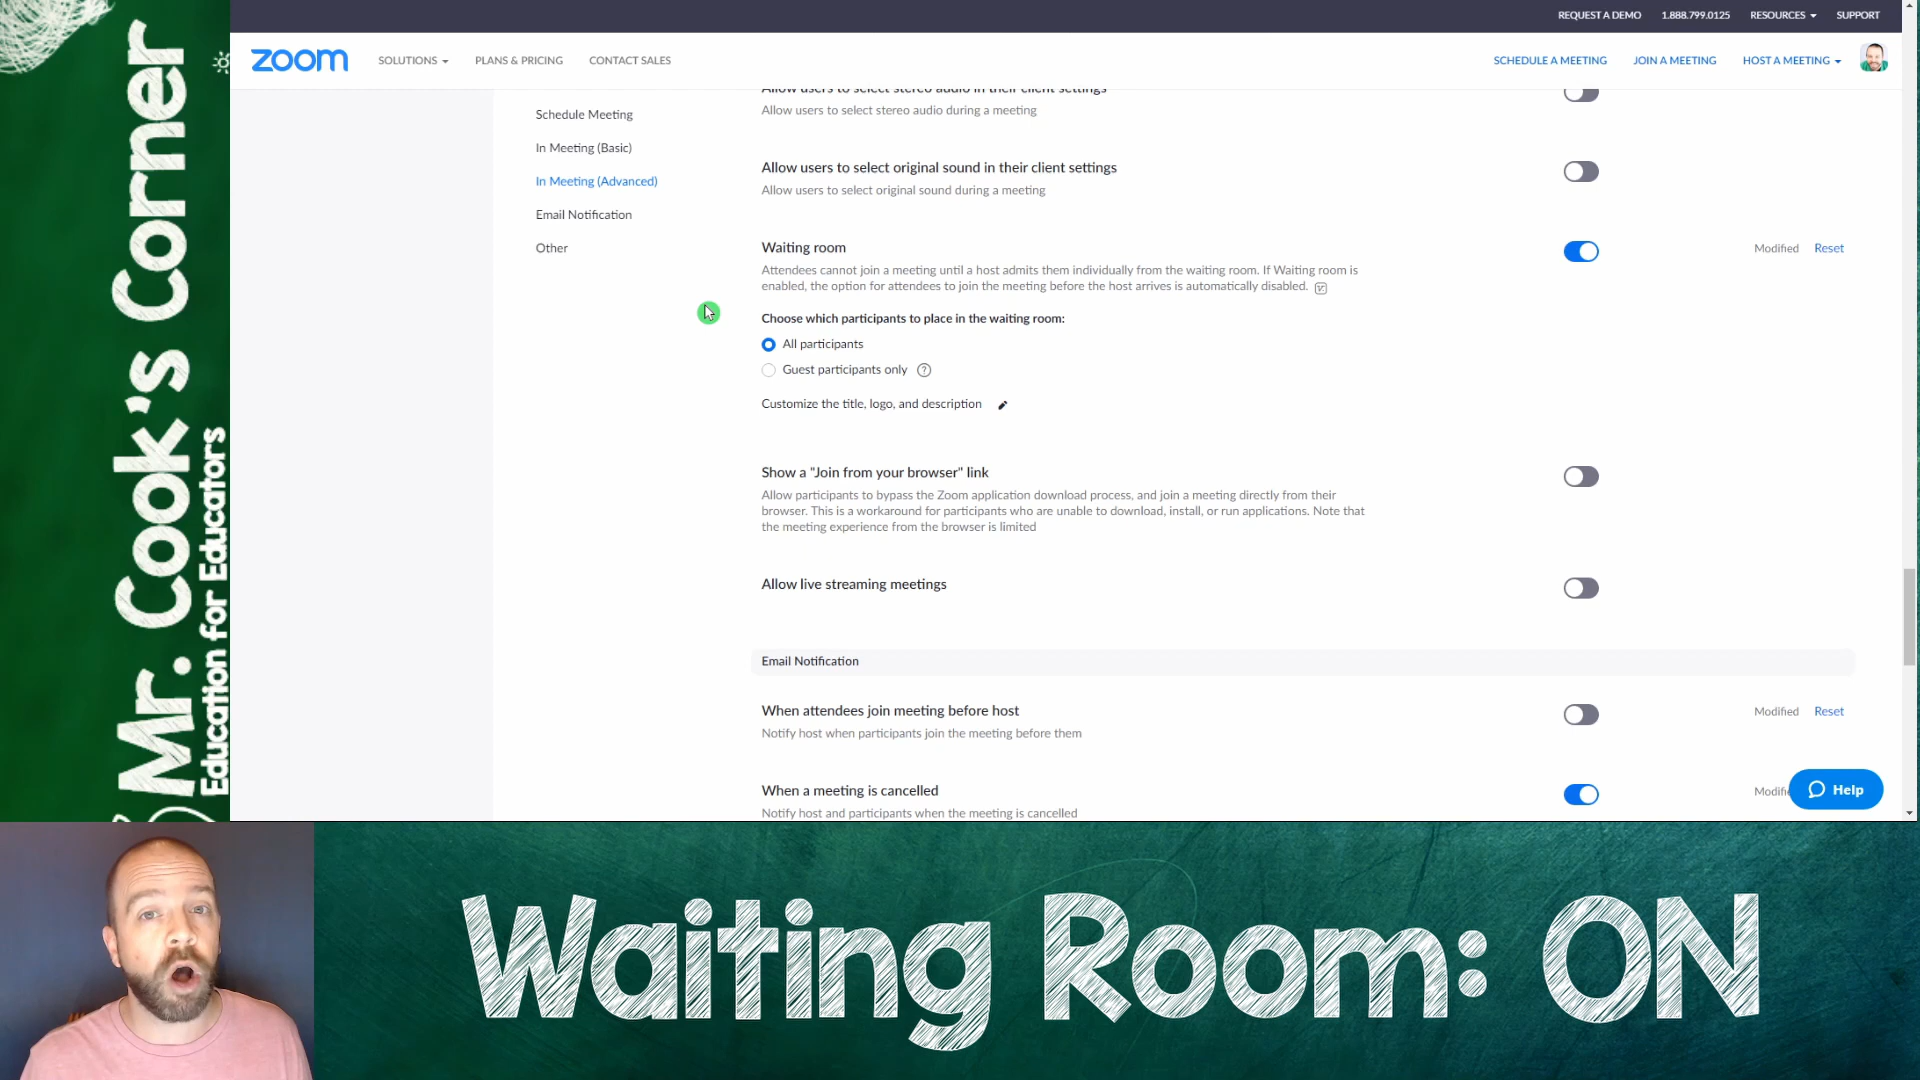 REQUEST A DEMO 1.888.799.0125 RESOURCES SUPPORT
zoom SOLUTIONS PLANS & PRICING CONTACT SALES SCHEDULE A MEETING JOIN A MEETING HOST A MEETING
Mr. Cook's Corner
Education for Educators
Schedule Meeting
In Meeting (Basic)
In Meeting (Advanced)
Email Notification
Other
Allow users to select stereo audio in their client settings
Allow users to select stereo audio during a meeting
Allow users to select original sound in their client settings
Allow users to select original sound during a meeting
Waiting room Modified Reset
Attendees cannot join a meeting until a host admits them individually from the waiting room. If Waiting room is
enabled, the option for attendees to join the meeting before the host arrives is automatically disabled.
Choose which participants to place in the waiting room:
All participants
Guest participants only ?
Customize the title, logo, and description
Show a "Join from your browser" link
Allow participants to bypass the Zoom application download process, and join a meeting directly from their
browser. This is a workaround for participants who are unable to download, install, or run applications. Note that
the meeting experience from the browser is limited
Allow live streaming meetings
Email Notification
When attendees join meeting before host Modified Reset
Notify host when participants join the meeting before them
When a meeting is cancelled
Notify host and participants when the meeting is cancelled
Help
Waiting Room: ON